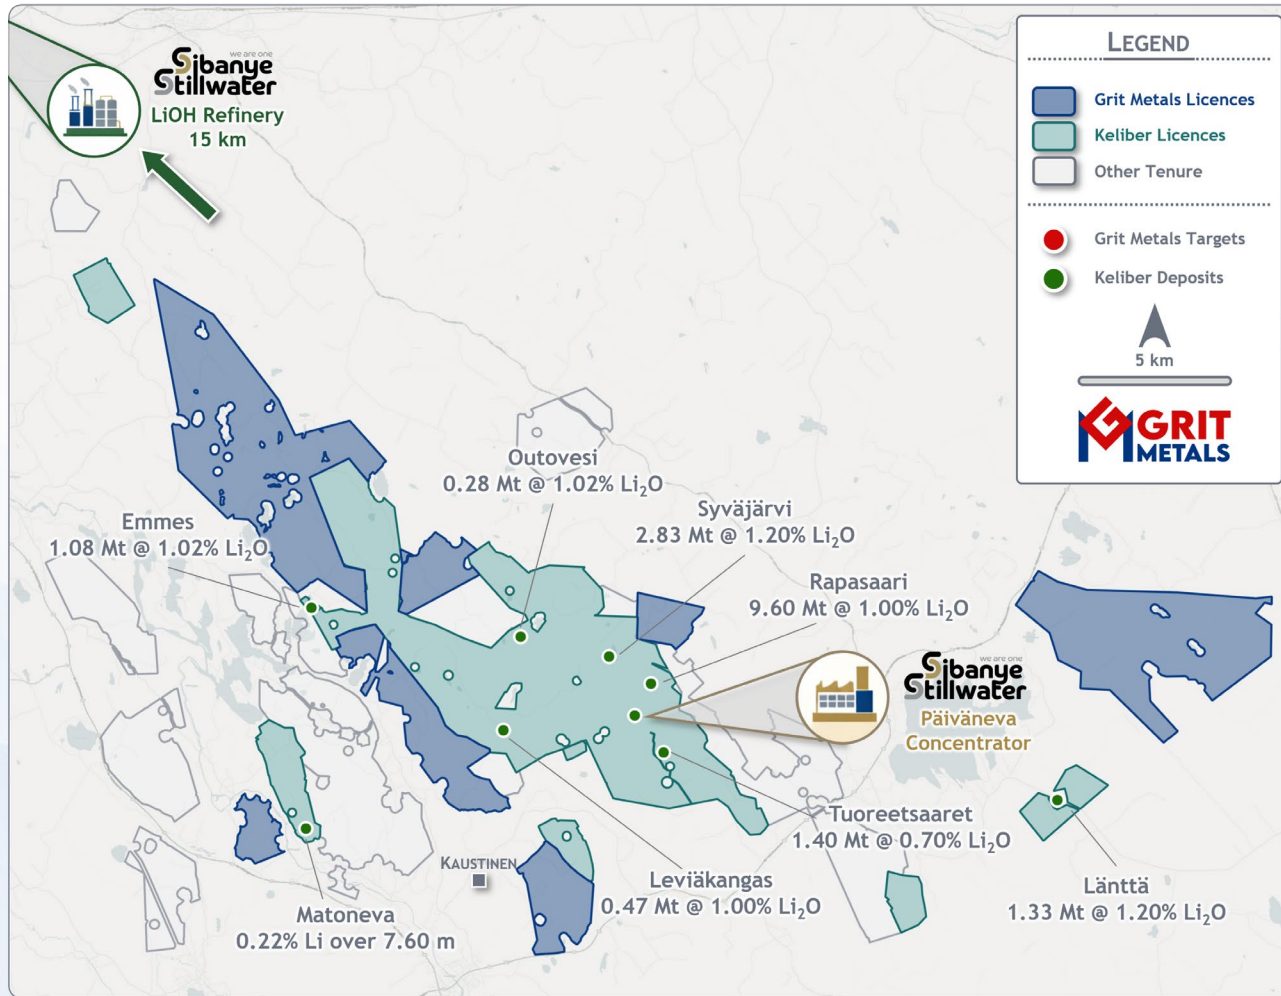 we are one
Sibanye
Stillwater
LiOH Refinery
15 km
LEGEND
Grit Metals Licences
Keliber Licences
Other Tenure
Grit Metals Targets
Keliber Deposits
5 km
GRIT
METALS
Outovesi
0.28 Mt @ 1.02% Li₂O
Emmes
1.08 Mt @ 1.02% Li₂O
Syväjärvi
2.83 Mt @ 1.20% Li₂O
Rapasaari
9.60 Mt @ 1.00% Li₂O
we are one
Sibanye
Stillwater
Päiväneva
Concentrator
Tuoreetsaaret
1.40 Mt @ 0.70% Li₂O
KAUSTINEN
Leviäkangas
0.47 Mt @ 1.00% Li₂O
Länttä
1.33 Mt @ 1.20% Li₂O
Matoneva
0.22% Li over 7.60 m